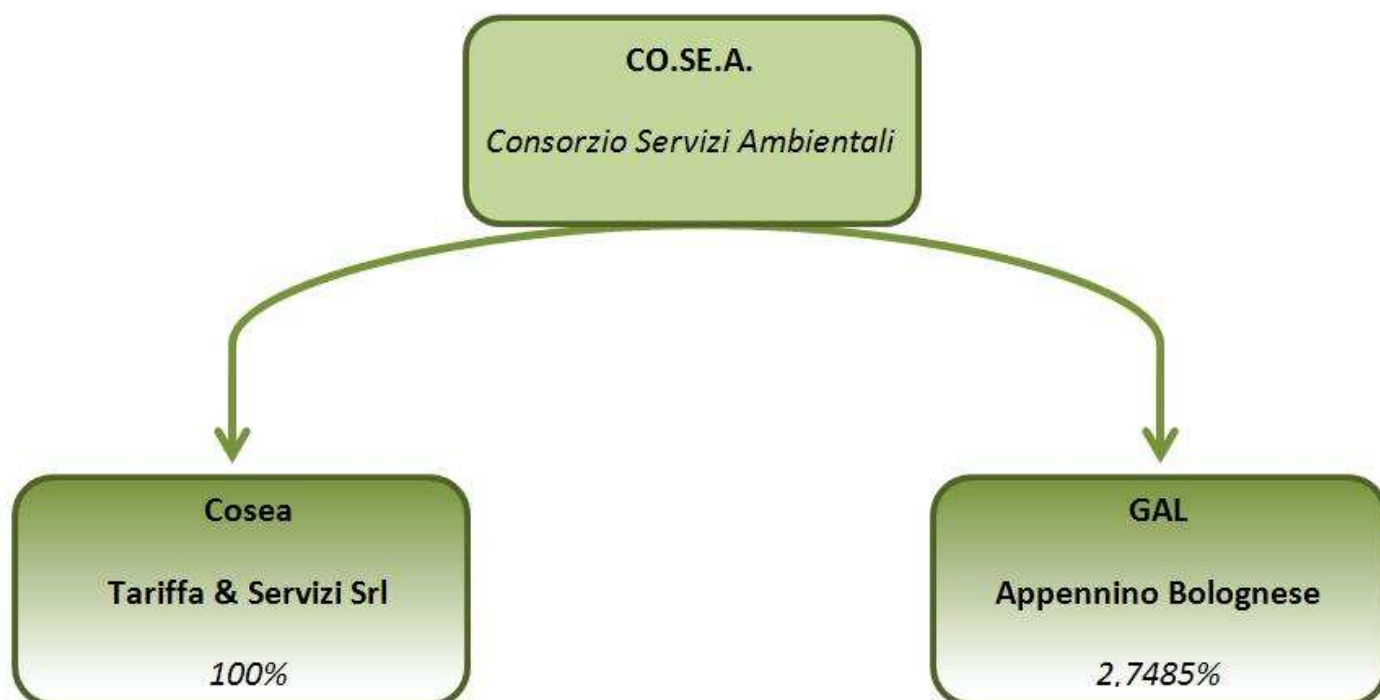 CO.SE.A.
Consorzio Servizi Ambientali
Cosea
Tariffa & Servizi Srl
100%
GAL
Appennino Bolognese
2,7485%